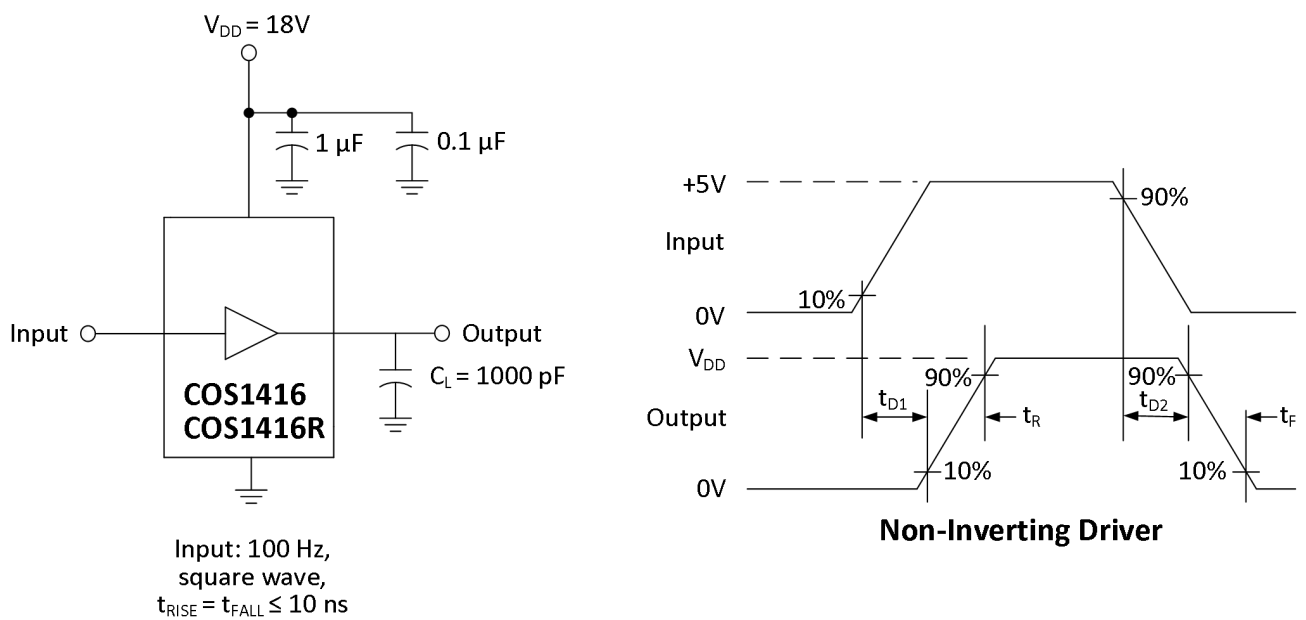 V_DD = 18V
1 µF
0.1 µF
Input
Output
C_L = 1000 pF
COS1416
COS1416R
Input: 100 Hz,
square wave,
t_RISE = t_FALL ≤ 10 ns
+5V
90%
Input
10%
0V
V_DD
90%
90%
t_D1
t_R
t_D2
t_F
Output
10%
10%
0V
Non-Inverting Driver